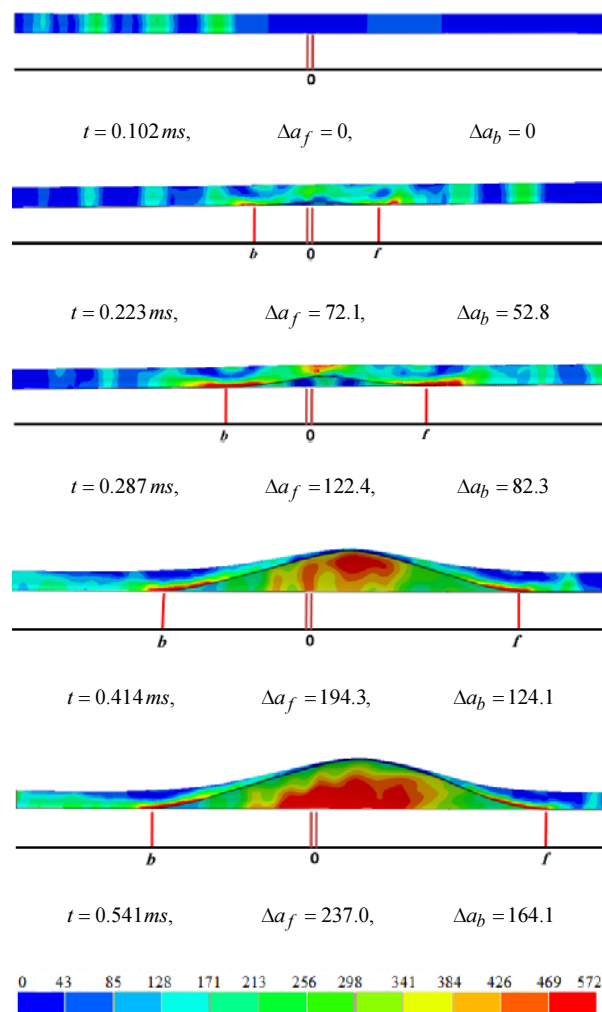 0
t = 0.102 ms, Δa_f = 0, Δa_b = 0
b 0 f
t = 0.223 ms, Δa_f = 72.1, Δa_b = 52.8
b 0 f
t = 0.287 ms, Δa_f = 122.4, Δa_b = 82.3
b 0 f
t = 0.414 ms, Δa_f = 194.3, Δa_b = 124.1
b 0 f
t = 0.541 ms, Δa_f = 237.0, Δa_b = 164.1
0 43 85 128 171 213 256 298 341 384 426 469 572